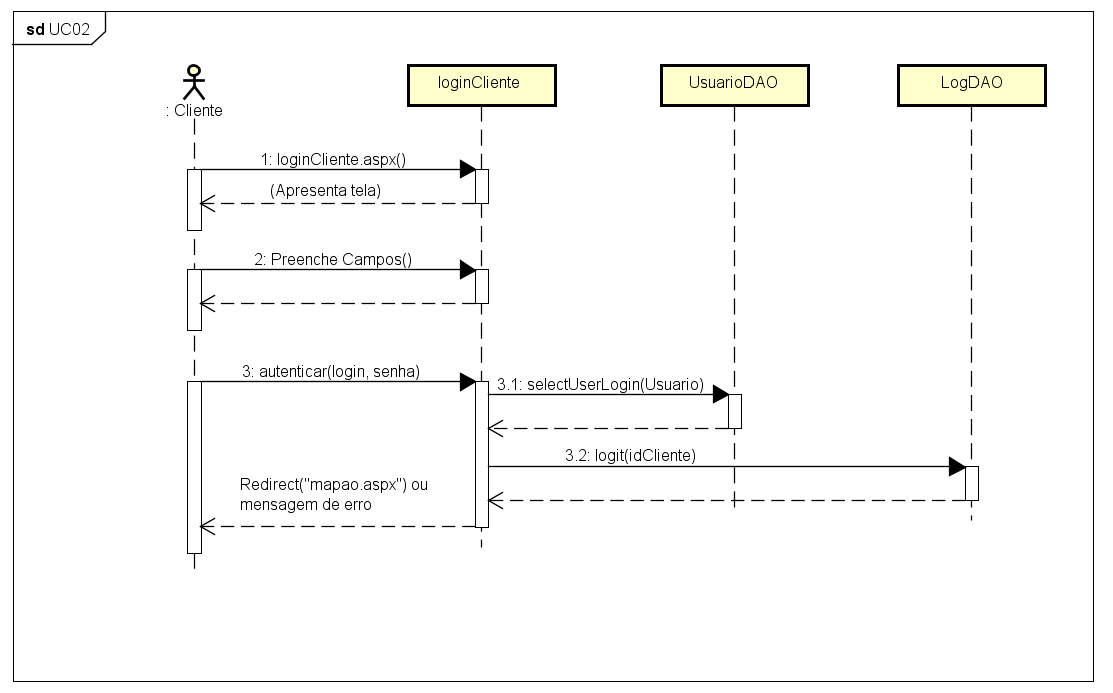 sd UC02
: Cliente
loginCliente
UsuarioDAO
LogDAO
1: loginCliente.aspx()
(Apresenta tela)
2: Preenche Campos()
3: autenticar(login, senha)
3.1: selectUserLogin(Usuario)
3.2: logit(idCliente)
Redirect("mapao.aspx") ou
mensagem de erro